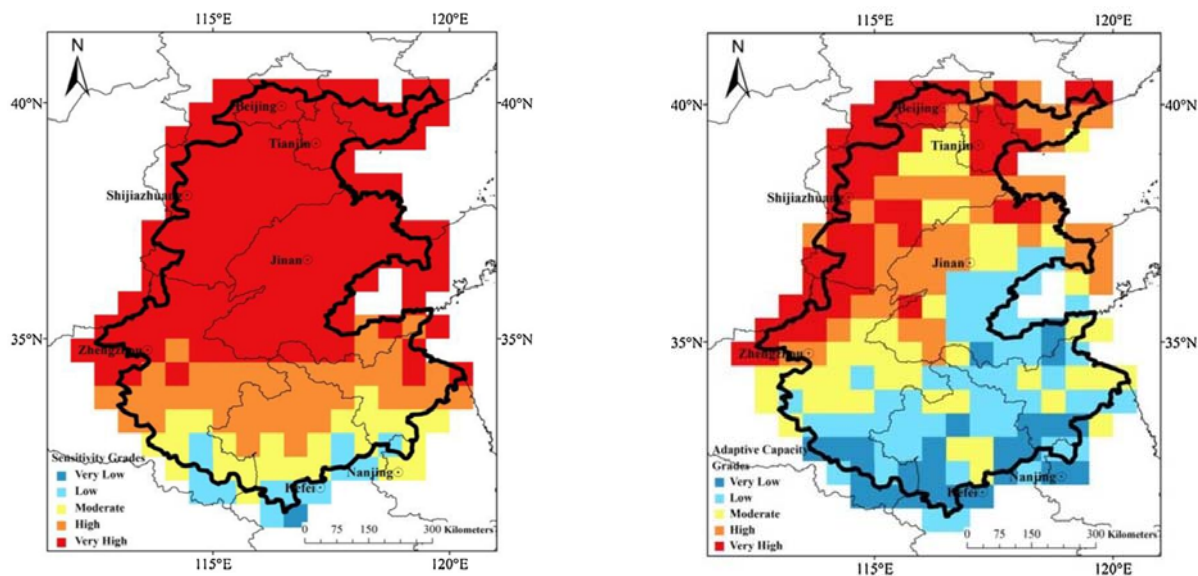 115°E 120°E
N
40°N 40°N
Beijing
Tianjin
Shijiazhuang
Jinan
35°N 35°N
Zhengzhou
Sensitivity Grades
Very Low
Low
Moderate
High
Very High
Nanjing
Hefei
0 75 150 300 Kilometers
115°E 120°E
115°E 120°E
N
40°N 40°N
Beijing
Tianjin
Shijiazhuang
Jinan
35°N 35°N
Zhengzhou
Adaptive Capacity
Grades
Very Low
Low
Moderate
High
Very High
Nanjing
Hefei
0 75 150 300 Kilometers
115°E 120°E